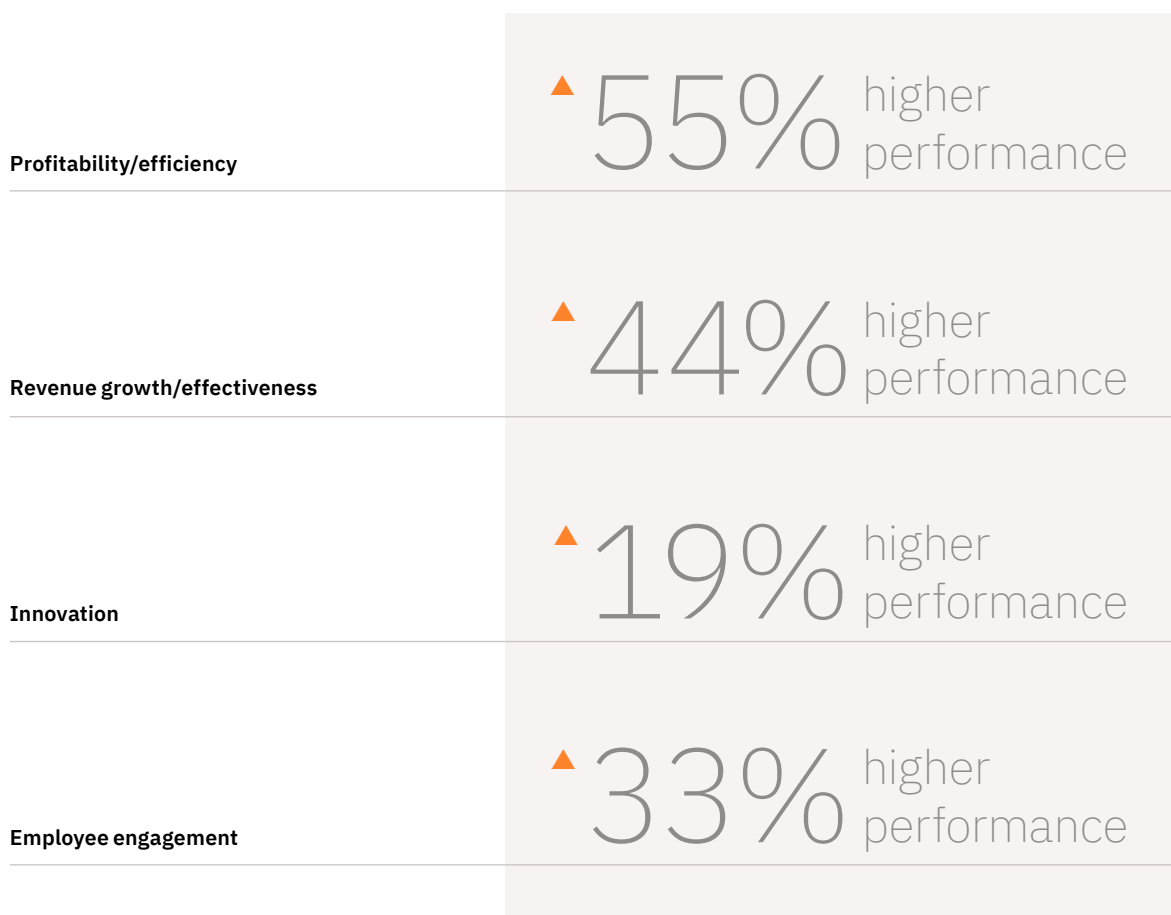 55% higher
performance
Profitability/efficiency
44% higher
performance
Revenue growth/effectiveness
19% higher
performance
Innovation
33% higher
performance
Employee engagement